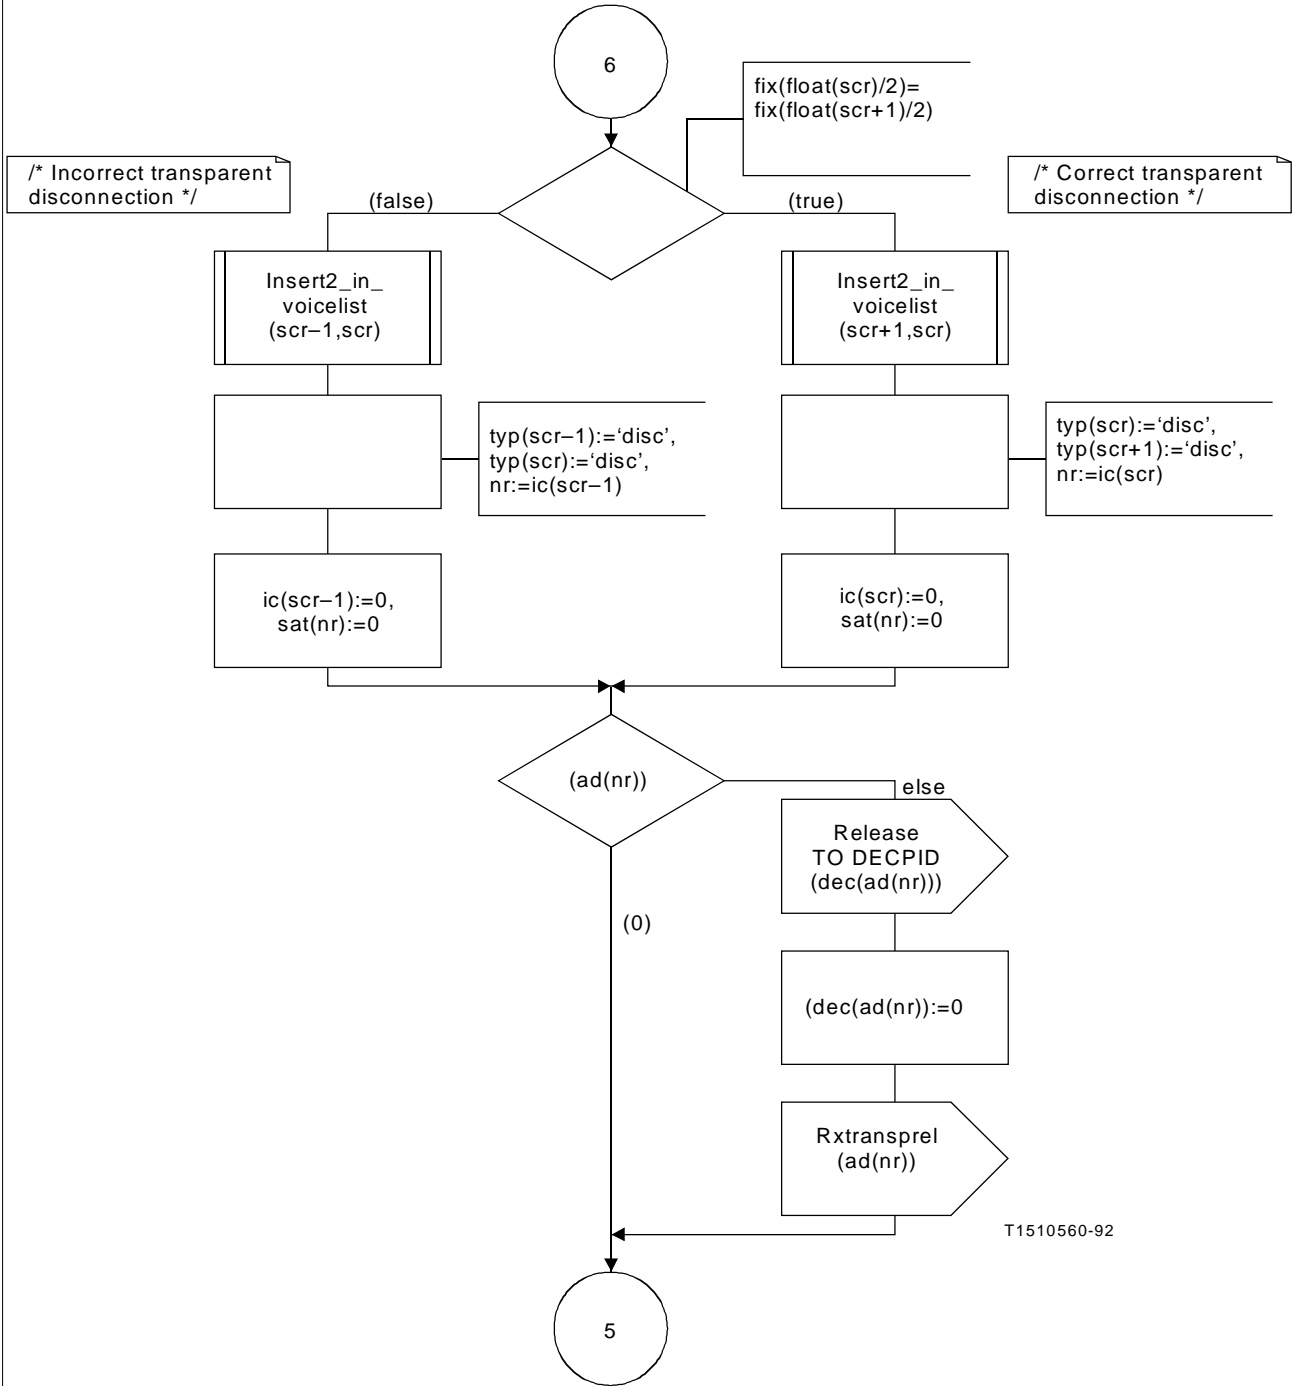 6
fix(float(scr)/2)=
fix(float(scr+1)/2)
/* Incorrect transparent
disconnection */
/* Correct transparent
disconnection */
(false)
(true)
Insert2_in_
voicelist
(scr–1,scr)
Insert2_in_
voicelist
(scr+1,scr)
typ(scr–1):=‘disc’,
typ(scr):=‘disc’,
nr:=ic(scr–1)
typ(scr):=‘disc’,
typ(scr+1):=‘disc’,
nr:=ic(scr)
ic(scr–1):=0,
sat(nr):=0
ic(scr):=0,
sat(nr):=0
(ad(nr))
else
Release
TO DECPID
(dec(ad(nr)))
(0)
(dec(ad(nr)):=0
Rxtransprel
(ad(nr))
T1510560-92
5